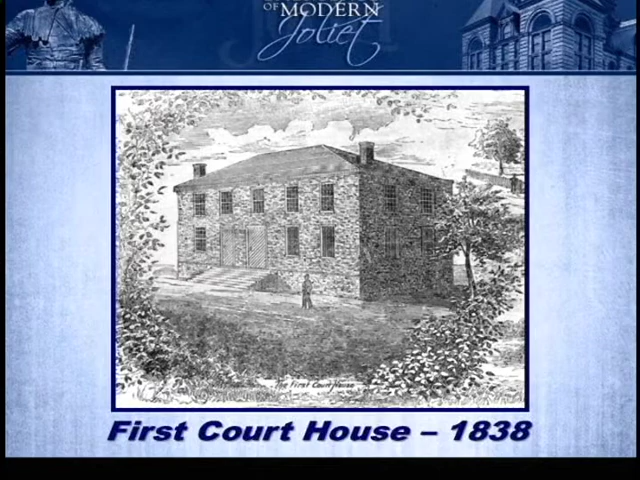 OF MODERN
Joliet
The First Court House
First Court House – 1838